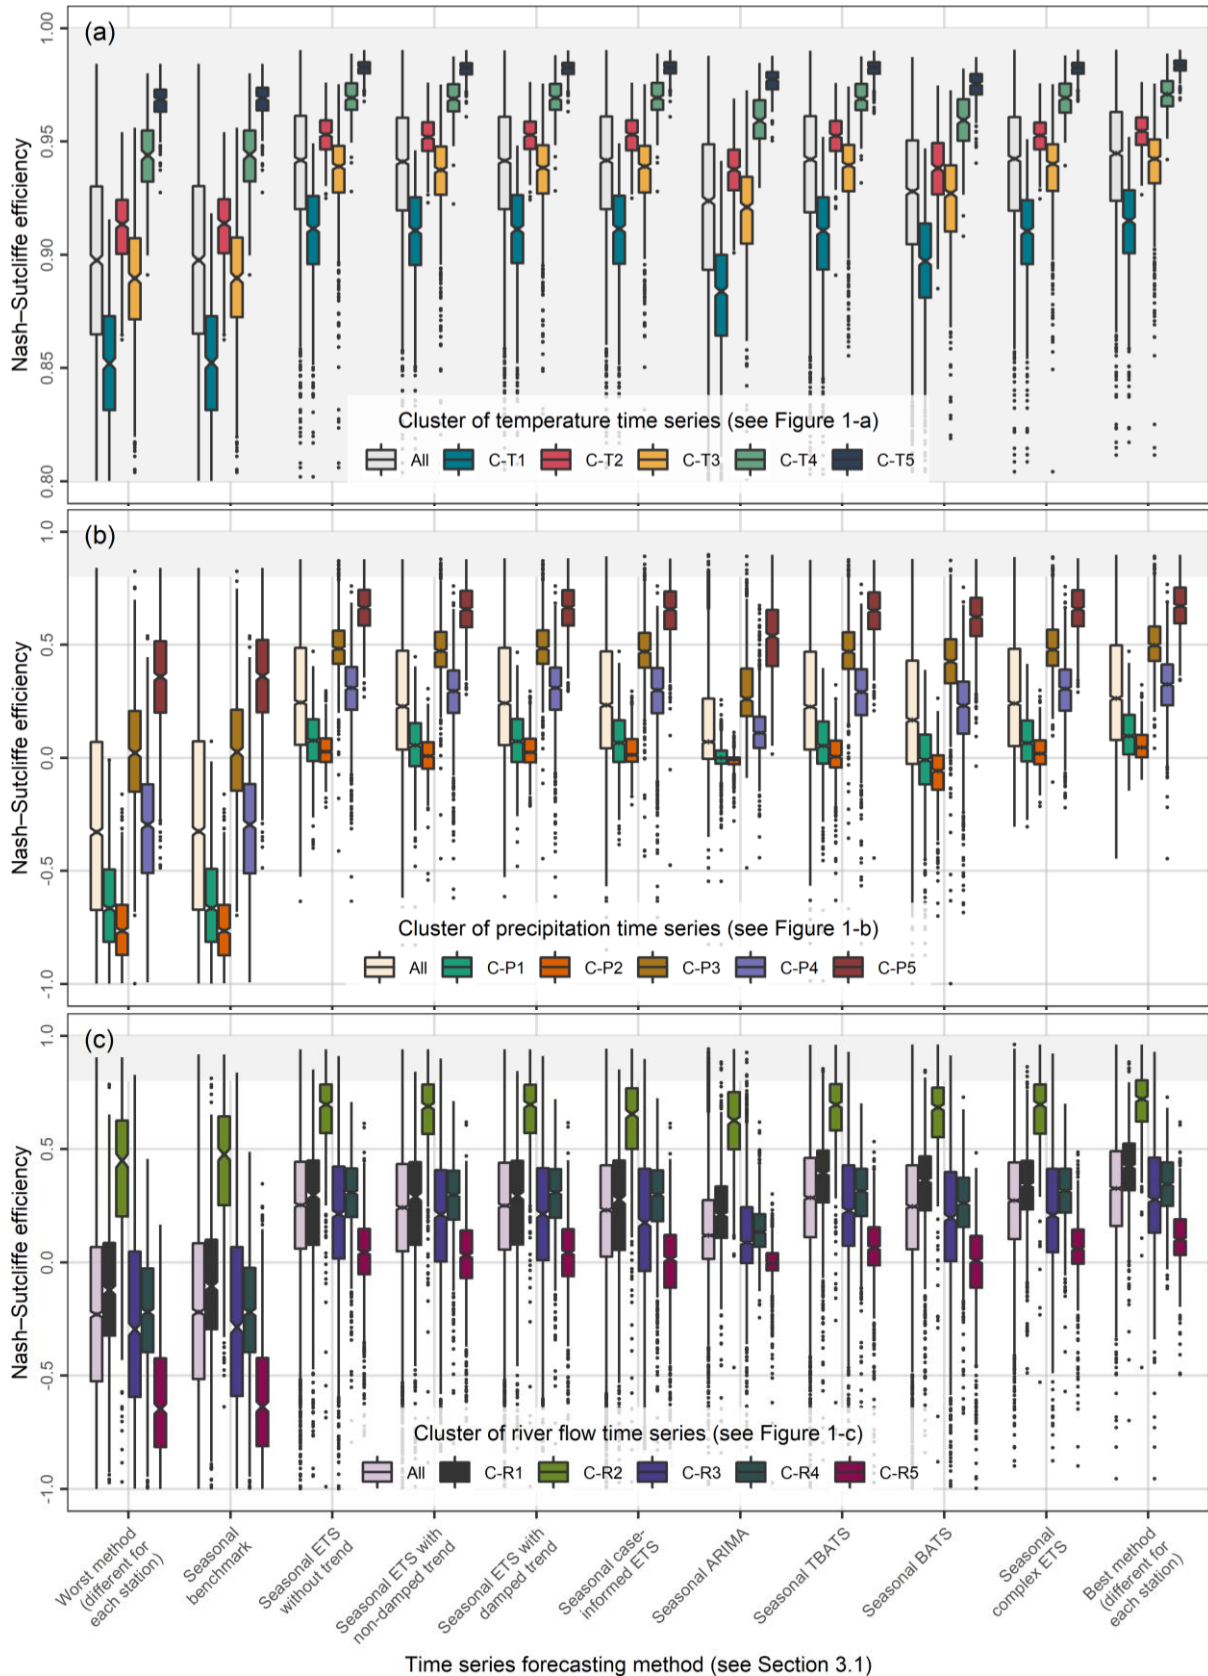 (a)
Nash–Sutcliffe efficiency
1.00
0.95
0.90
0.85
0.80
Cluster of temperature time series (see Figure 1-a)
All C-T1 C-T2 C-T3 C-T4 C-T5
(b)
Nash–Sutcliffe efficiency
1.0
0.5
0.0
-0.5
-1.0
Cluster of precipitation time series (see Figure 1-b)
All C-P1 C-P2 C-P3 C-P4 C-P5
(c)
Nash–Sutcliffe efficiency
1.0
0.5
0.0
-0.5
-1.0
Cluster of river flow time series (see Figure 1-c)
All C-R1 C-R2 C-R3 C-R4 C-R5
Worst method
(different for
each station)
Seasonal
benchmark
Seasonal ETS
without trend
Seasonal ETS with
non-damped trend
Seasonal ETS with
damped trend
Seasonal case-
informed ETS
Seasonal ARIMA
Seasonal TBATS
Seasonal BATS
Seasonal
complex ETS
Best method
(different for
each station)
Time series forecasting method (see Section 3.1)